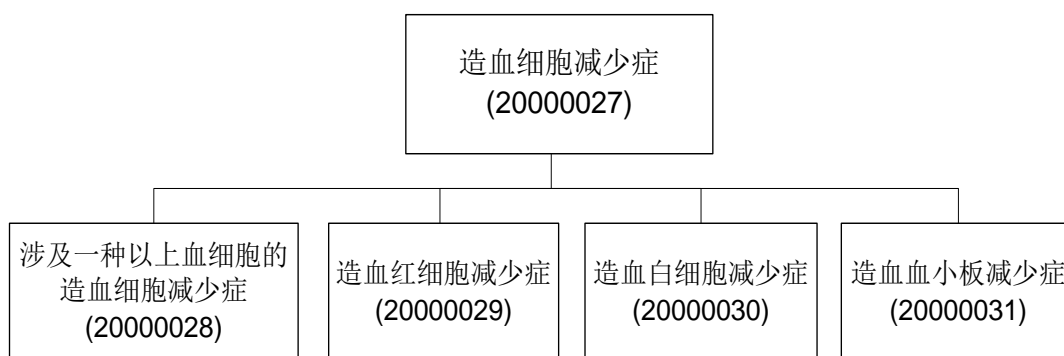 造血细胞减少症
(20000027)
涉及一种以上血细胞的
造血细胞减少症
(20000028)
造血红细胞减少症
(20000029)
造血白细胞减少症
(20000030)
造血血小板减少症
(20000031)